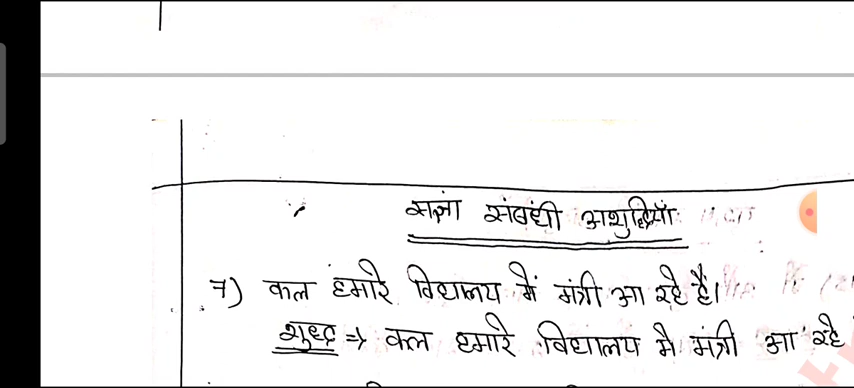 संज्ञा संबंधी अशुद्धियाँ
7) कल हमारे विद्यालय में मंत्री आ रहे हैं।
शुध्द ⇒ कल हमारे विद्यालय मे मंत्री आ रहे